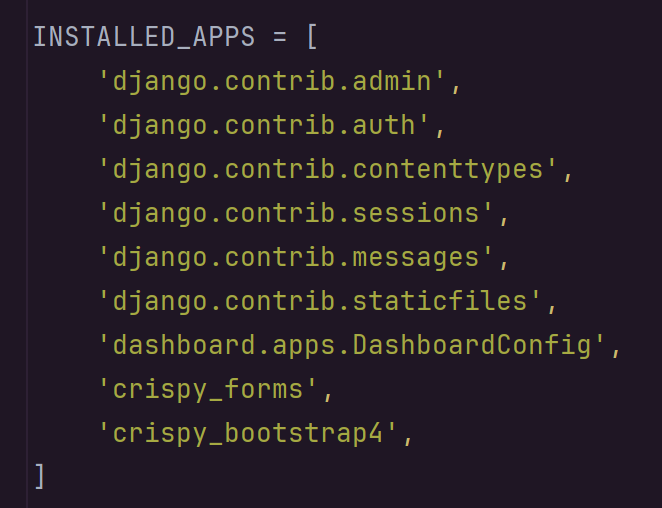 INSTALLED_APPS = [
    'django.contrib.admin',
    'django.contrib.auth',
    'django.contrib.contenttypes',
    'django.contrib.sessions',
    'django.contrib.messages',
    'django.contrib.staticfiles',
    'dashboard.apps.DashboardConfig',
    'crispy_forms',
    'crispy_bootstrap4',
]